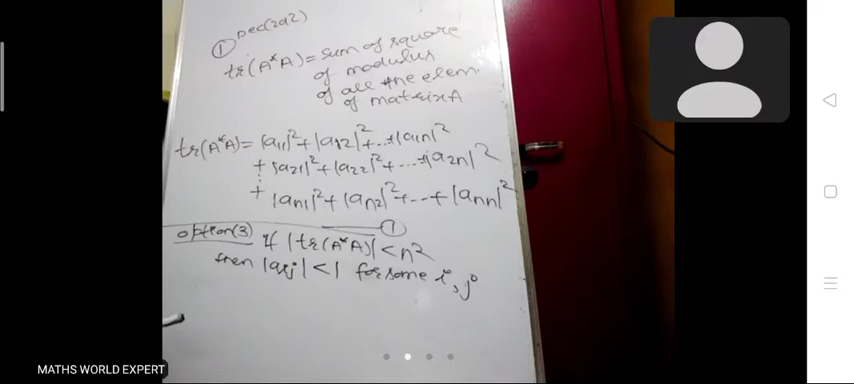 ① Dec(2012)
tr(A*A) = sum of square
of modulus
of all the elem
of matrix A
tr(A*A) = |a11|²+|a12|²+...+|a1n|²
+|a21|²+|a22|²+...+|a2n|²
⋮
+ |an1|²+|an2|²+...+|ann|²
①
option(3) If |tr(A*A)|<n²
then |aij|<1 for some i, j
MATHS WORLD EXPERT